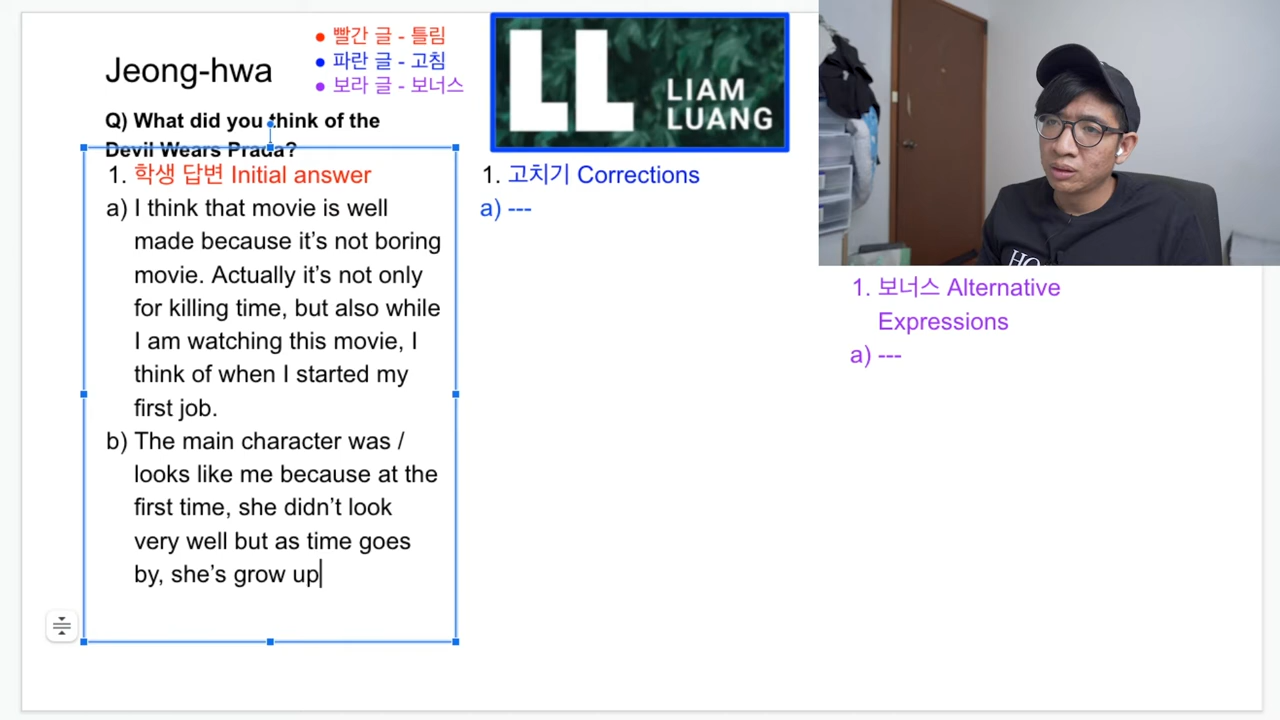 Jeong-hwa
● 빨간 글 - 틀림
● 파란 글 - 고침
● 보라 글 - 보너스
Q) What did you think of the
Devil Wears Prada?
1. 학생 답변 Initial answer
a) I think that movie is well
made because it's not boring
movie. Actually it's not only
for killing time, but also while
I am watching this movie, I
think of when I started my
first job.
b) The main character was /
looks like me because at the
first time, she didn't look
very well but as time goes
by, she's grow up
LL
LIAM
LUANG
1. 고치기 Corrections
a) ---
1. 보너스 Alternative
Expressions
a) ---